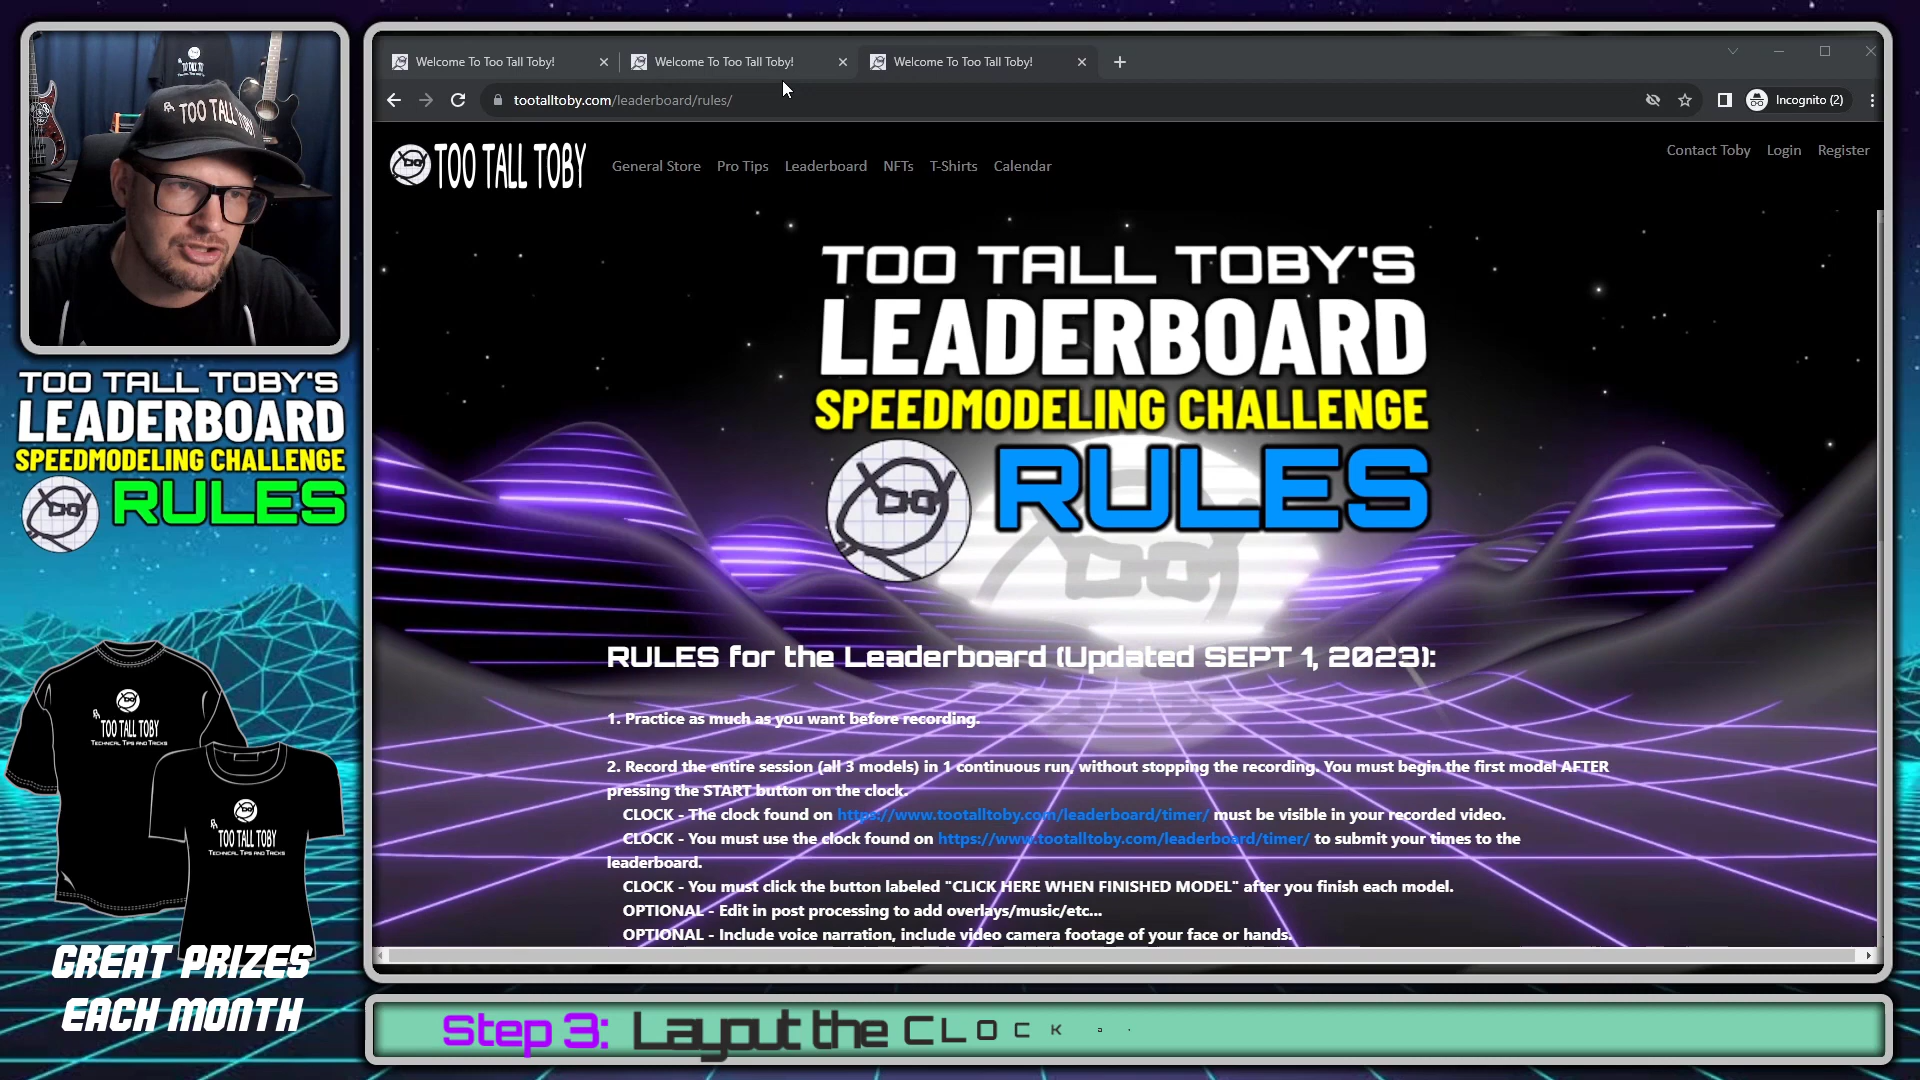 TOO TALL TOBY
Welcome To Too Tall Toby!
Welcome To Too Tall Toby!
Welcome To Too Tall Toby!
tootalltoby.com/leaderboard/rules/
Incognito (2)
TOO TALL TOBY
General Store
Pro Tips
Leaderboard
NFTs
T-Shirts
Calendar
Contact Toby
Login
Register
TOO TALL TOBY'S
LEADERBOARD
SPEEDMODELING CHALLENGE
RULES
RULES for the Leaderboard (Updated SEPT 1, 2023):
1. Practice as much as you want before recording.
2. Record the entire session (all 3 models) in 1 continuous run, without stopping the recording. You must begin the first model AFTER
pressing the START button on the clock.
CLOCK - The clock found on https://www.tootalltoby.com/leaderboard/timer/ must be visible in your recorded video.
CLOCK - You must use the clock found on https://www.tootalltoby.com/leaderboard/timer/ to submit your times to the
leaderboard.
CLOCK - You must click the button labeled "CLICK HERE WHEN FINISHED MODEL" after you finish each model.
OPTIONAL - Edit in post processing to add overlays/music/etc...
OPTIONAL - Include voice narration, include video camera footage of your face or hands.
TOO TALL TOBY'S
LEADERBOARD
SPEEDMODELING CHALLENGE
RULES
TOO TALL TOBY
TECHNICAL TIPS AND TRICKS
TOO TALL TOBY
TECHNICAL TIPS AND TRICKS
GREAT PRIZES
EACH MONTH
Step 3: Layout the CLOCK